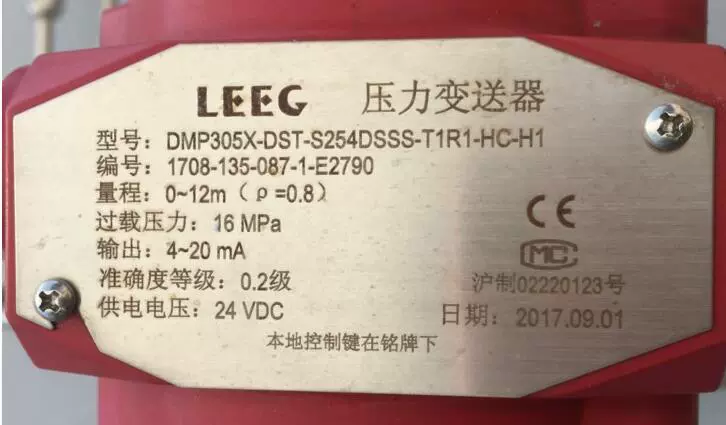 LEEG 压力变送器
型号: DMP305X-DST-S254DSSS-T1R1-HC-H1
编号: 1708-135-087-1-E2790
量程: 0~12m（ρ=0.8）
过载压力: 16 MPa
输出: 4~20 mA
准确度等级: 0.2级
供电电压: 24 VDC
CE
MC
沪制02220123号
日期: 2017.09.01
本地控制键在铭牌下